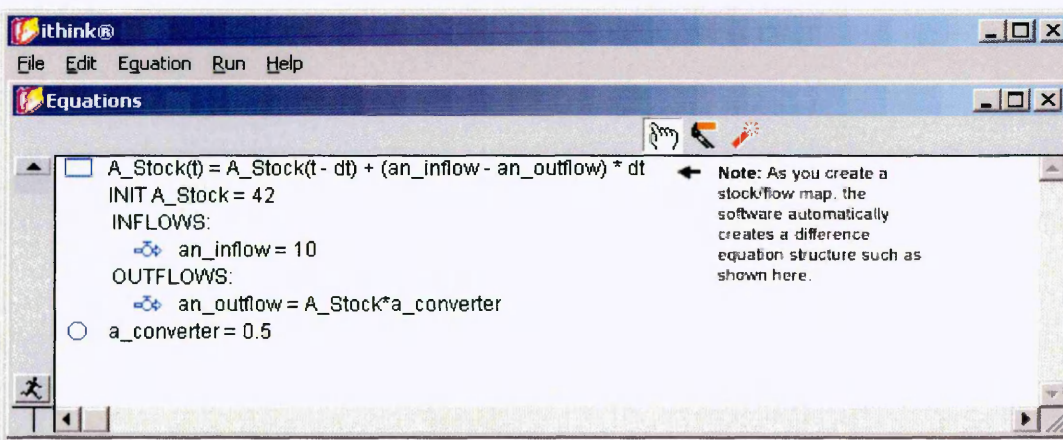 ithink®
File Edit Equation Run Help
Equations
A_Stock(t) = A_Stock(t - dt) + (an_inflow - an_outflow) * dt
INIT A_Stock = 42
INFLOWS:
an_inflow = 10
OUTFLOWS:
an_outflow = A_Stock*a_converter
a_converter = 0.5
Note: As you create a
stock/flow map, the
software automatically
creates a difference
equation structure such as
shown here.